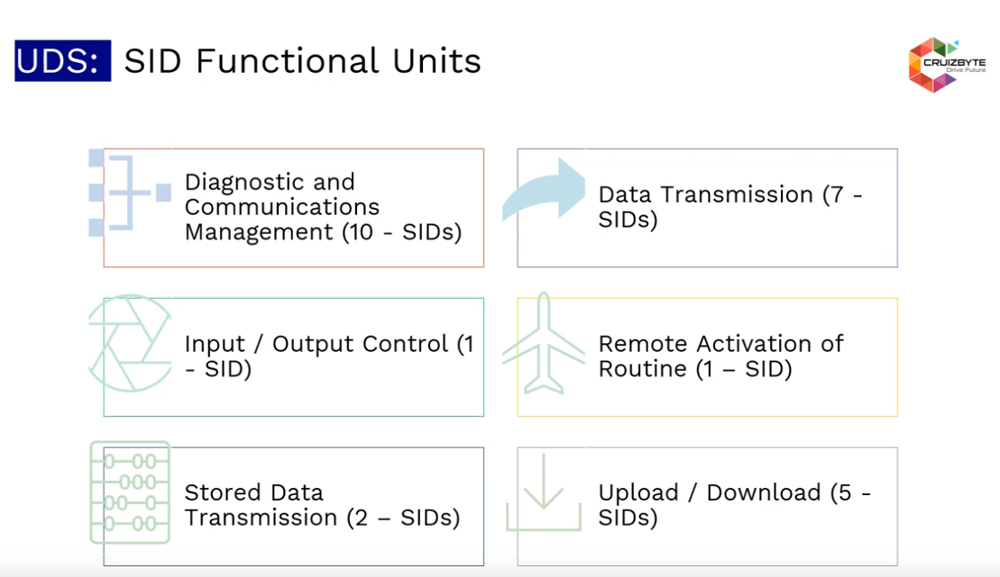 UDS: SID Functional Units
CRUIZBYTE
Drive Future
Diagnostic and
Communications
Management (10 - SIDs)
Data Transmission (7 -
SIDs)
Input / Output Control (1
- SID)
Remote Activation of
Routine (1 – SID)
Stored Data
Transmission (2 – SIDs)
Upload / Download (5 -
SIDs)